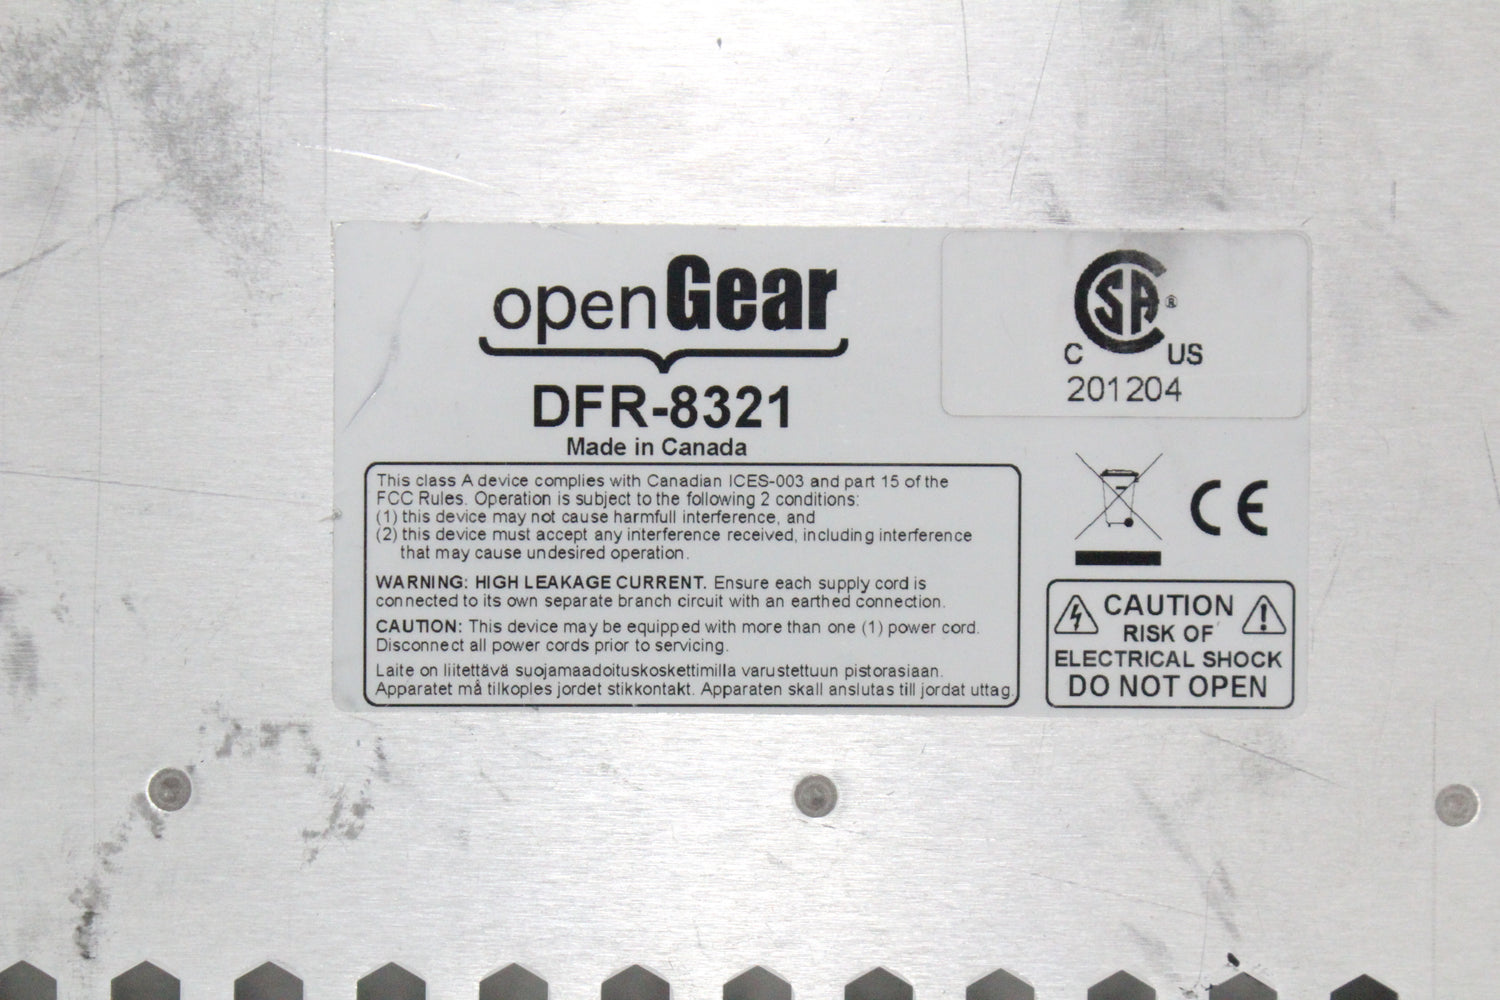 openGear
DFR-8321
Made in Canada
This class A device complies with Canadian ICES-003 and part 15 of the
FCC Rules. Operation is subject to the following 2 conditions:
(1) this device may not cause harmfull interference, and
(2) this device must accept any interference received, including interference
that may cause undesired operation.
WARNING: HIGH LEAKAGE CURRENT. Ensure each supply cord is
connected to its own separate branch circuit with an earthed connection.
CAUTION: This device may be equipped with more than one (1) power cord.
Disconnect all power cords prior to servicing.
Laite on liitettävä suojamaadoituskoskettimilla varustettuun pistorasiaan.
Apparatet må tilkoples jordet stikkontakt. Apparaten skall anslutas till jordat uttag.
CSA®
C US
201204
CE
CAUTION
RISK OF
ELECTRICAL SHOCK
DO NOT OPEN